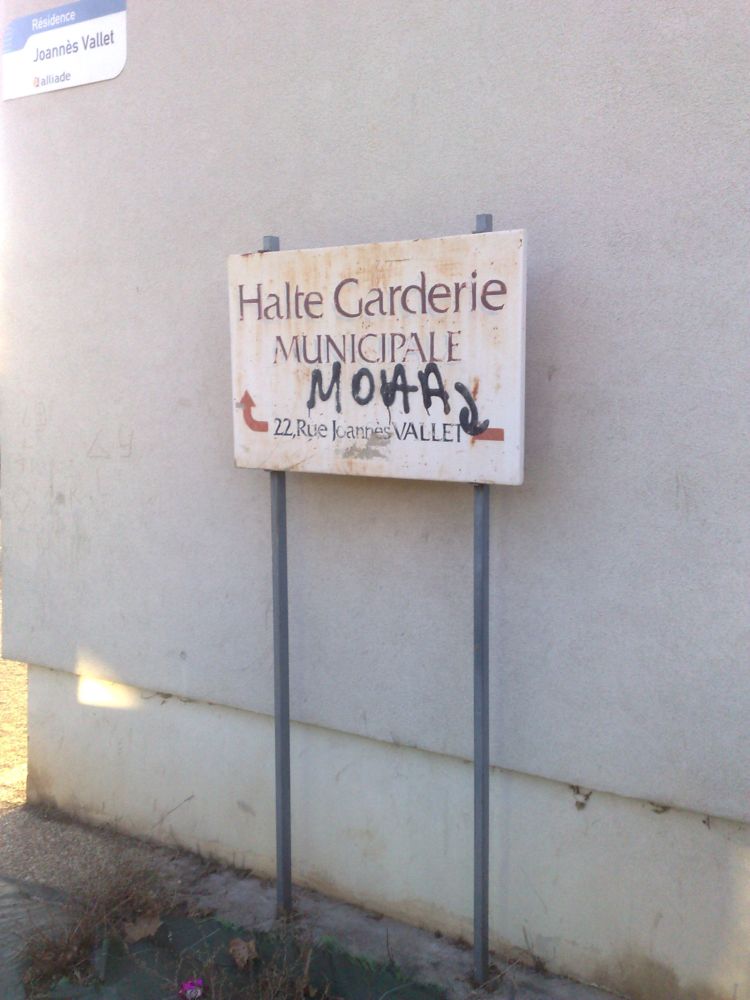 Résidence
Joannès Vallet
alliade
Halte Garderie
MUNICIPALE
22,Rue Joannès VALLET